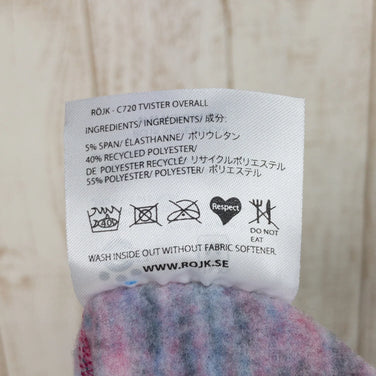 RÖJK - C720 TVISTER OVERALL
INGREDIENTS/ INGRÉDIENTS/ 成分:
5% SPAN/ ÉLASTHANNE/ ポリウレタン
40% RECYCLED POLYESTER/
DE POLYESTER RECYCLÉ/ リサイクルポリエステル
55% POLYESTER/ POLYESTER/ ポリエステル
40 Respect
DO NOT
EAT
WASH INSIDE OUT WITHOUT FABRIC SOFTENER.
WWW.ROJK.SE